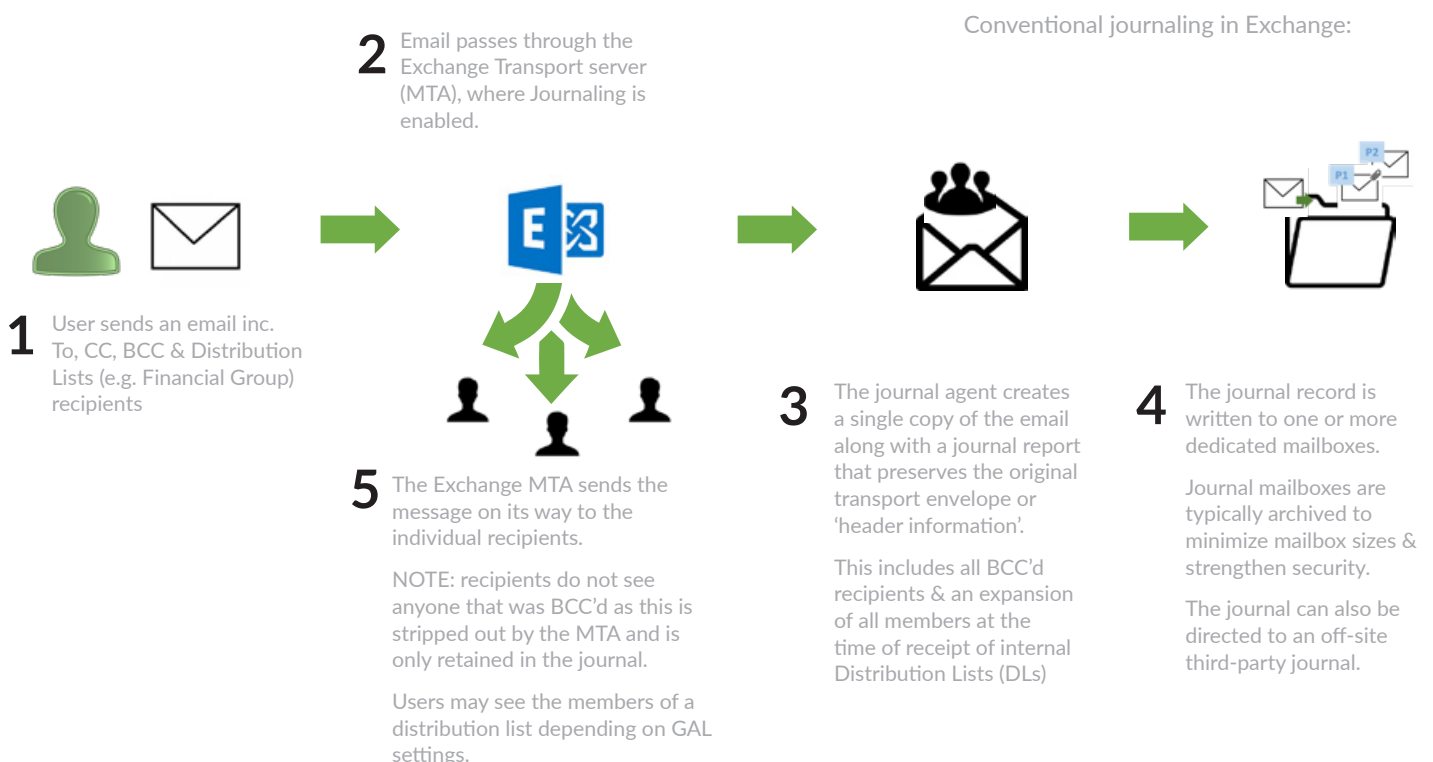 Conventional journaling in Exchange:
2
Email passes through the
Exchange Transport server
(MTA), where Journaling is
enabled.
P2
P1
E
1
User sends an email inc.
To, CC, BCC & Distribution
Lists (e.g. Financial Group)
recipients
3
The journal agent creates
a single copy of the email
along with a journal report
that preserves the original
transport envelope or
‘header information’.
This includes all BCC’d
recipients & an expansion
of all members at the
time of receipt of internal
Distribution Lists (DLs)
4
The journal record is
written to one or more
dedicated mailboxes.
Journal mailboxes are
typically archived to
minimize mailbox sizes &
strengthen security.
The journal can also be
directed to an off-site
third-party journal.
5
The Exchange MTA sends the
message on its way to the
individual recipients.
NOTE: recipients do not see
anyone that was BCC’d as this is
stripped out by the MTA and is
only retained in the journal.
Users may see the members of a
distribution list depending on GAL
settings.